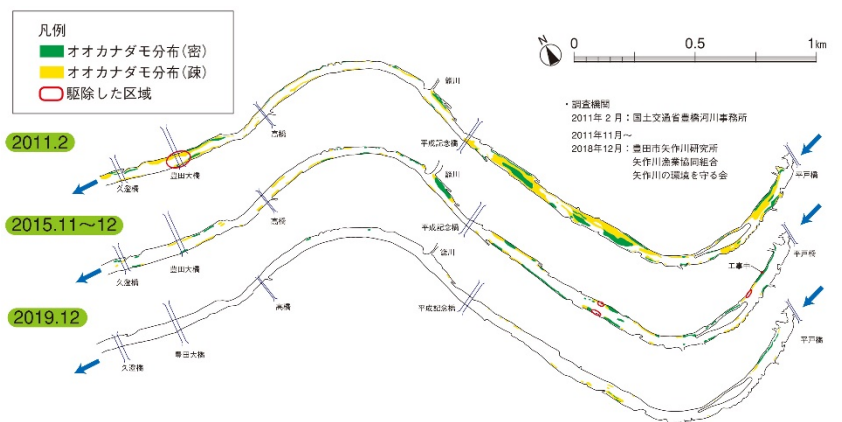 凡例
オオカナダモ分布(密)
オオカナダモ分布(疎)
駆除した区域
N
0
0.5
1km
・調査機関
2011年2月：国土交通省豊橋河川事務所
2011年11月～
2018年12月：豊田市矢作川研究所
矢作川漁業協同組合
矢作川の環境を守る会
2011.2
久澄橋
豊田大橋
高橋
平成記念橋
籠川
平戸橋
2015.11～12
久澄橋
豊田大橋
高橋
平成記念橋
籠川
工事中
平戸橋
2019.12
久澄橋
豊田大橋
高橋
平成記念橋
籠川
平戸橋